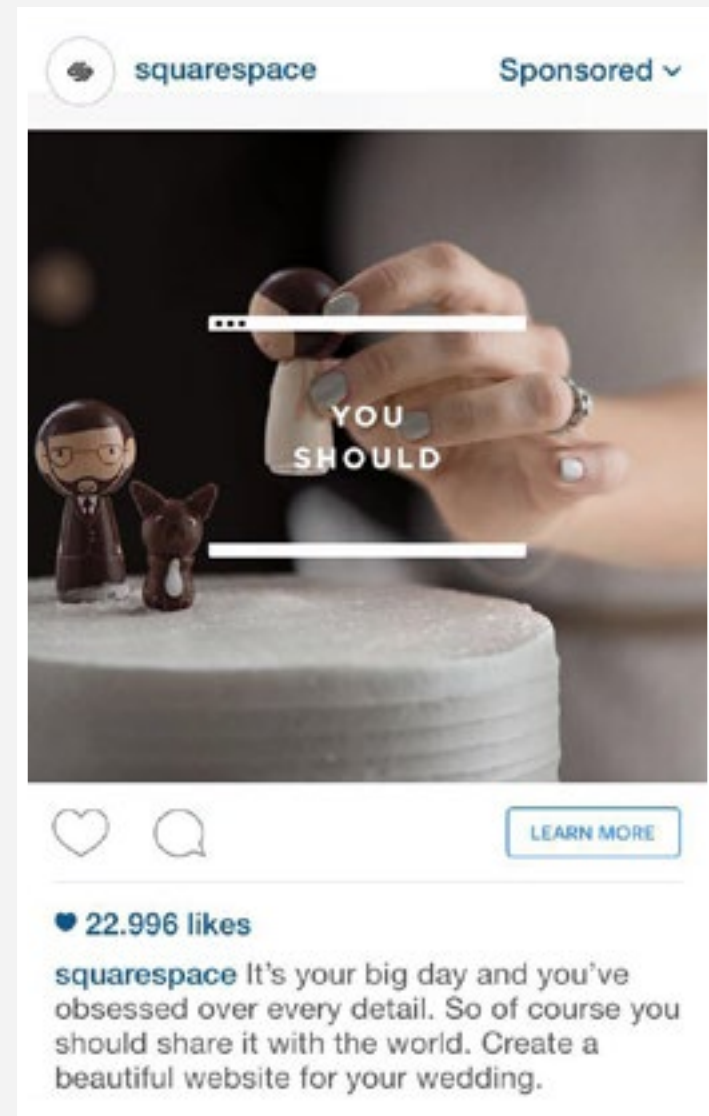 squarespace Sponsored
YOU
SHOULD
LEARN MORE
22.996 likes
squarespace It's your big day and you've
obsessed over every detail. So of course you
should share it with the world. Create a
beautiful website for your wedding.